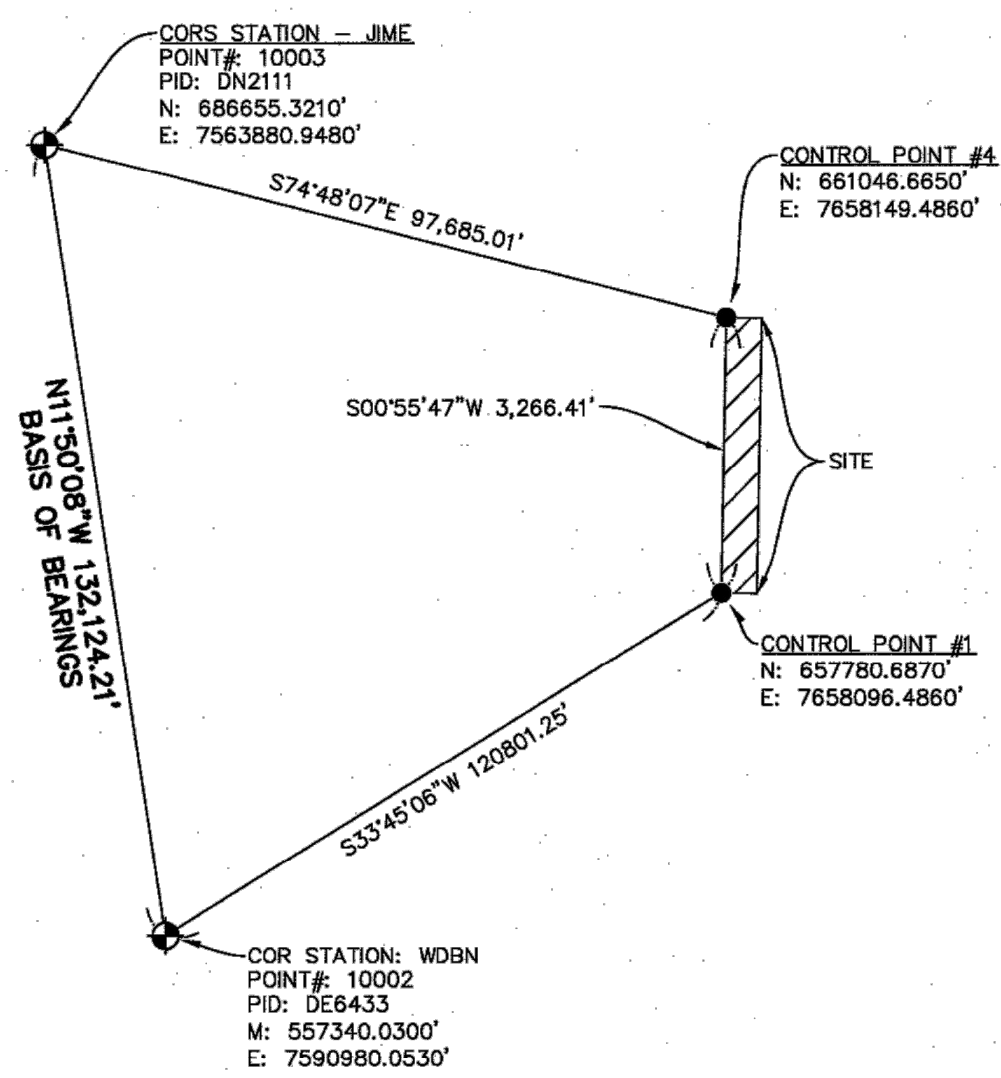 CORS STATION – JIME
POINT#: 10003
PID: DN2111
N: 686655.3210'
E: 7563880.9480'
CONTROL POINT #4
N: 661046.6650'
E: 7658149.4860'
S74°48'07"E 97,685.01'
S00°55'47"W 3,266.41'
SITE
N11°50'08"W 132,124.21'
BASIS OF BEARINGS
CONTROL POINT #1
N: 657780.6870'
E: 7658096.4860'
S33°45'06"W 120801.25'
COR STATION: WDBN
POINT#: 10002
PID: DE6433
M: 557340.0300'
E: 7590980.0530'